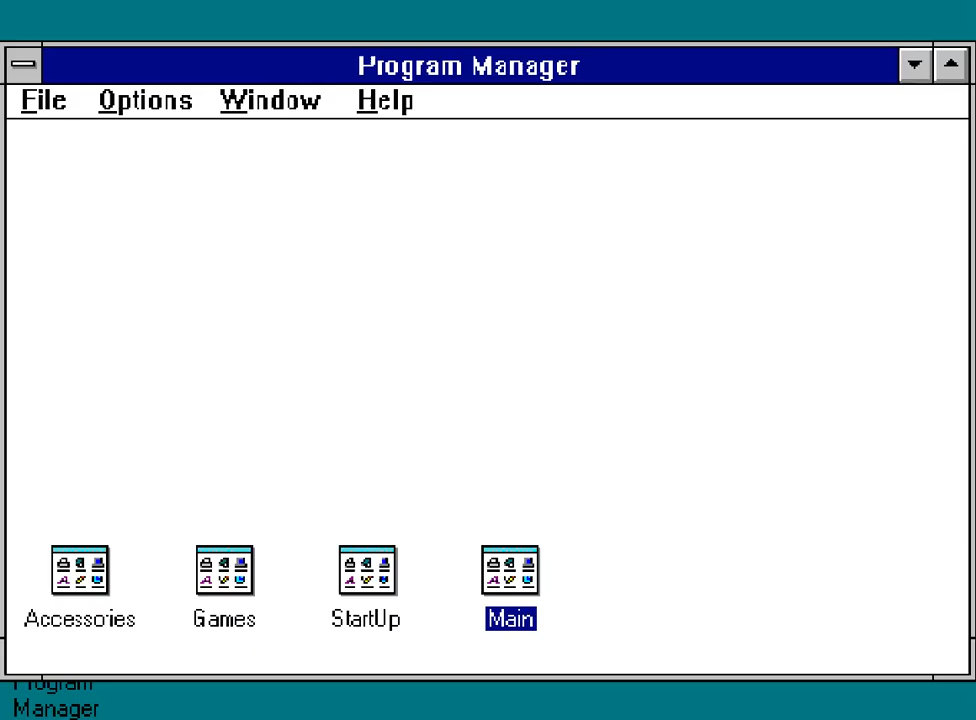 Program Manager
File Options Window Help
Accessories Games StartUp Main
Program
Manager